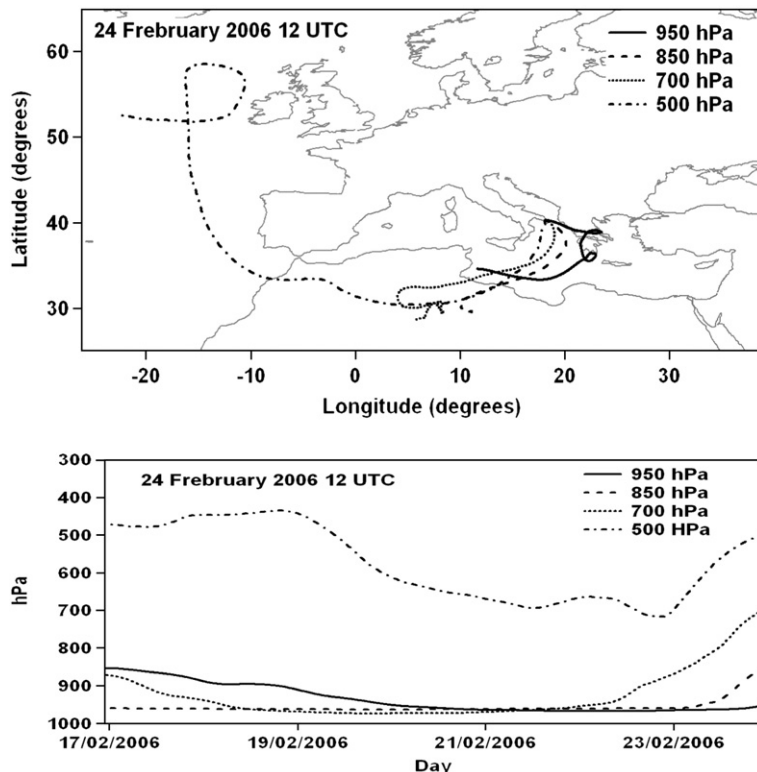 24 Frebruary 2006 12 UTC
950 hPa
850 hPa
700 hPa
500 hPa
Latitude (degrees)
60
50
40
30
-20 -10 0 10 20 30
Longitude (degrees)
24 Frebruary 2006 12 UTC
950 hPa
850 hPa
700 hPa
500 HPa
hPa
300
400
500
600
700
800
900
1000
17/02/2006 19/02/2006 21/02/2006 23/02/2006
Day